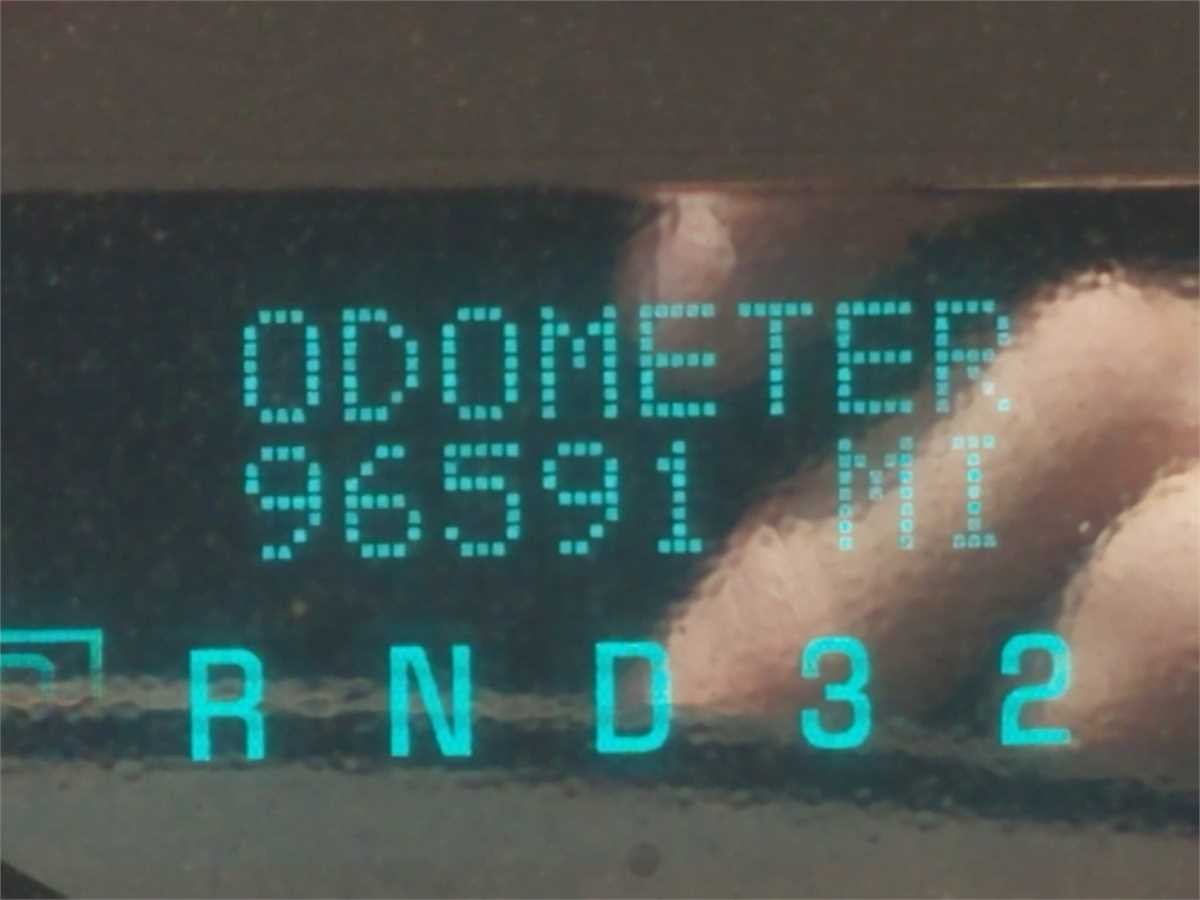 ODOMETER
96591 MI
R N D 3 2